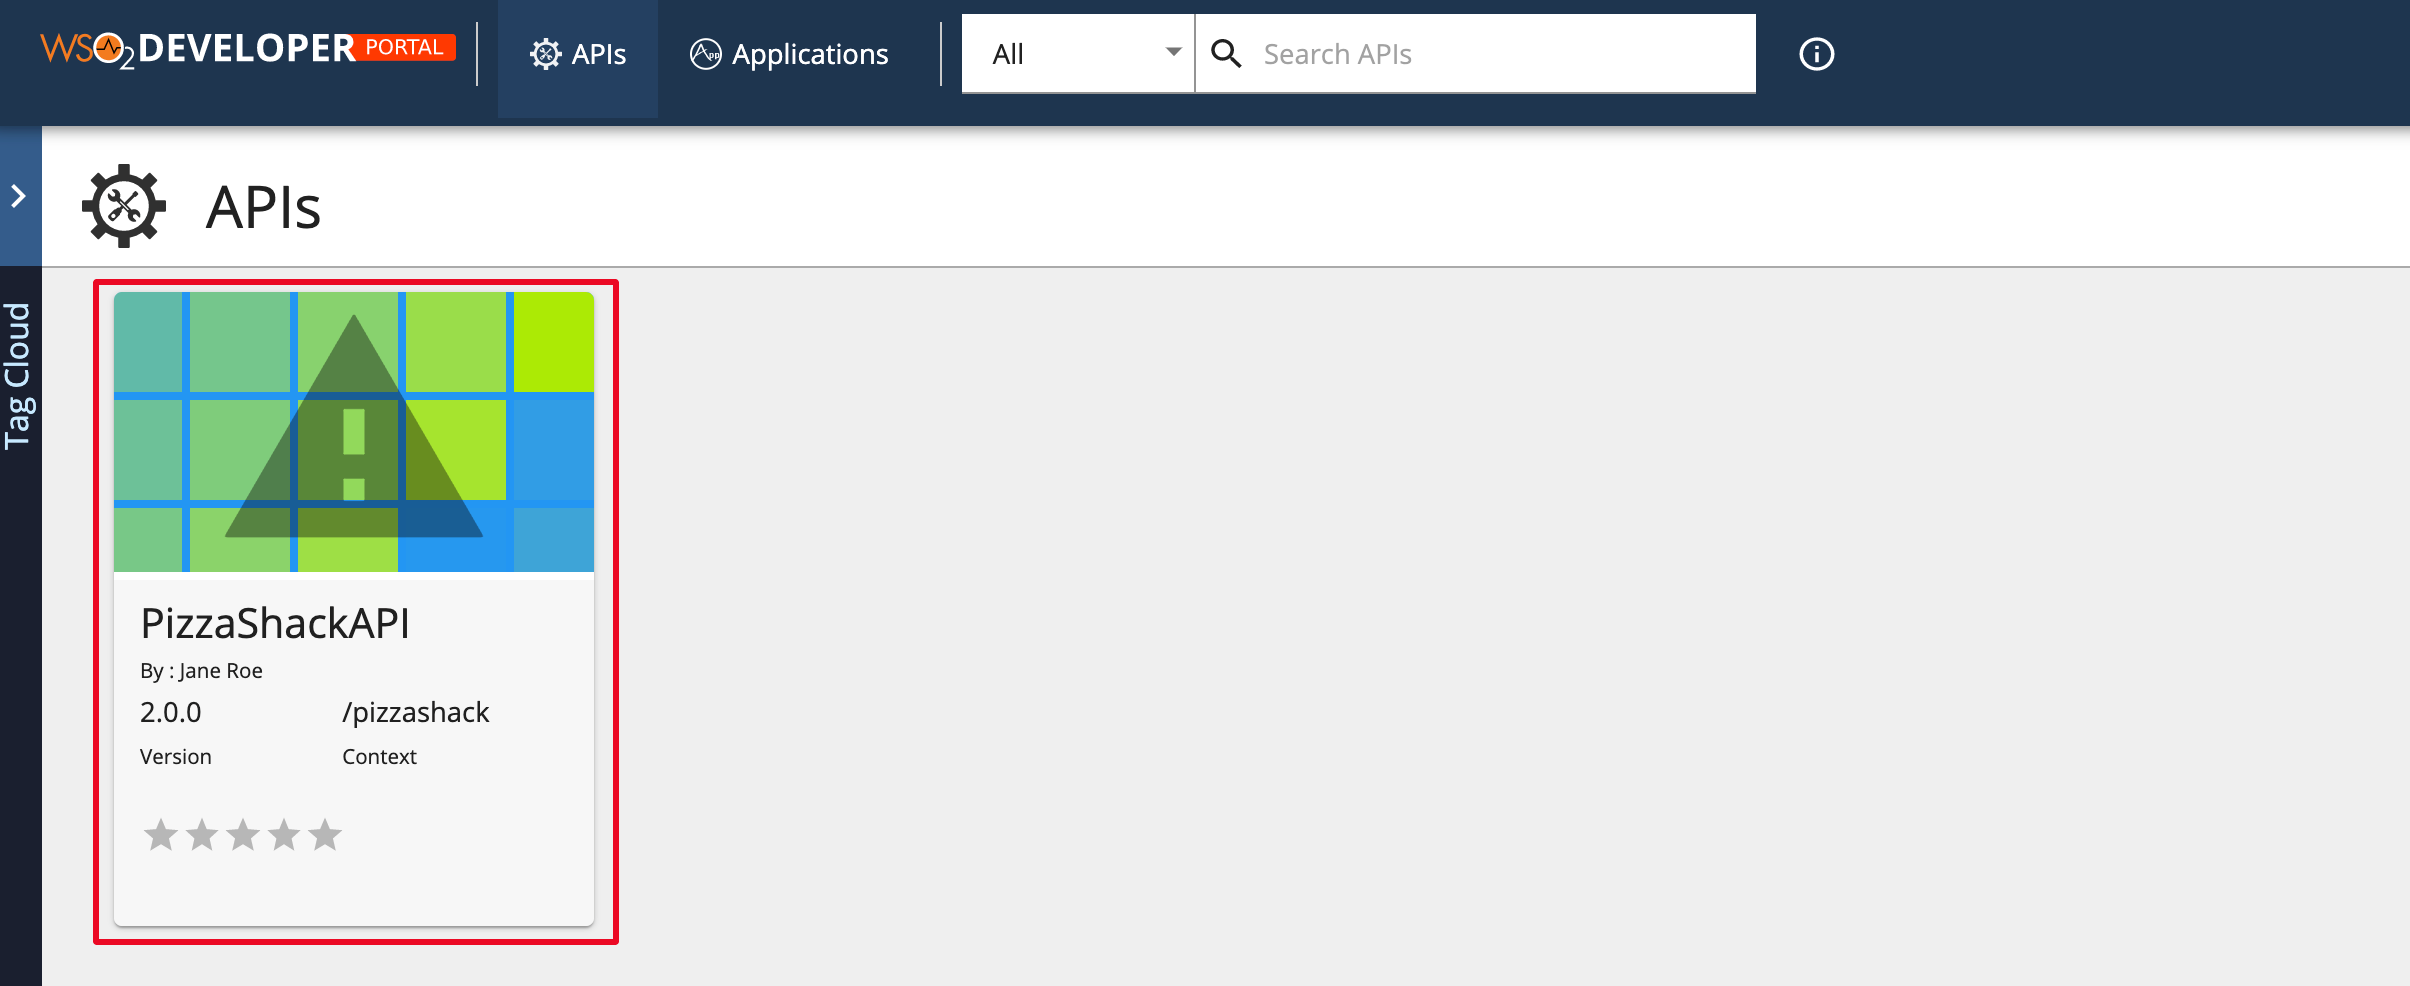 WSO2 DEVELOPER PORTAL
APIs
App Applications
All
Search APIs
APIs
Tag Cloud
PizzaShackAPI
By : Jane Roe
2.0.0 /pizzashack
Version Context